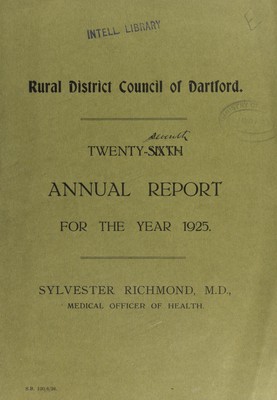 INTELL. LIBRARY
Rural District Council of Dartford.
seventh
TWENTY-SIXTH
ANNUAL REPORT
FOR THE YEAR 1925.
SYLVESTER RICHMOND, M.D.,
MEDICAL OFFICER OF HEALTH.